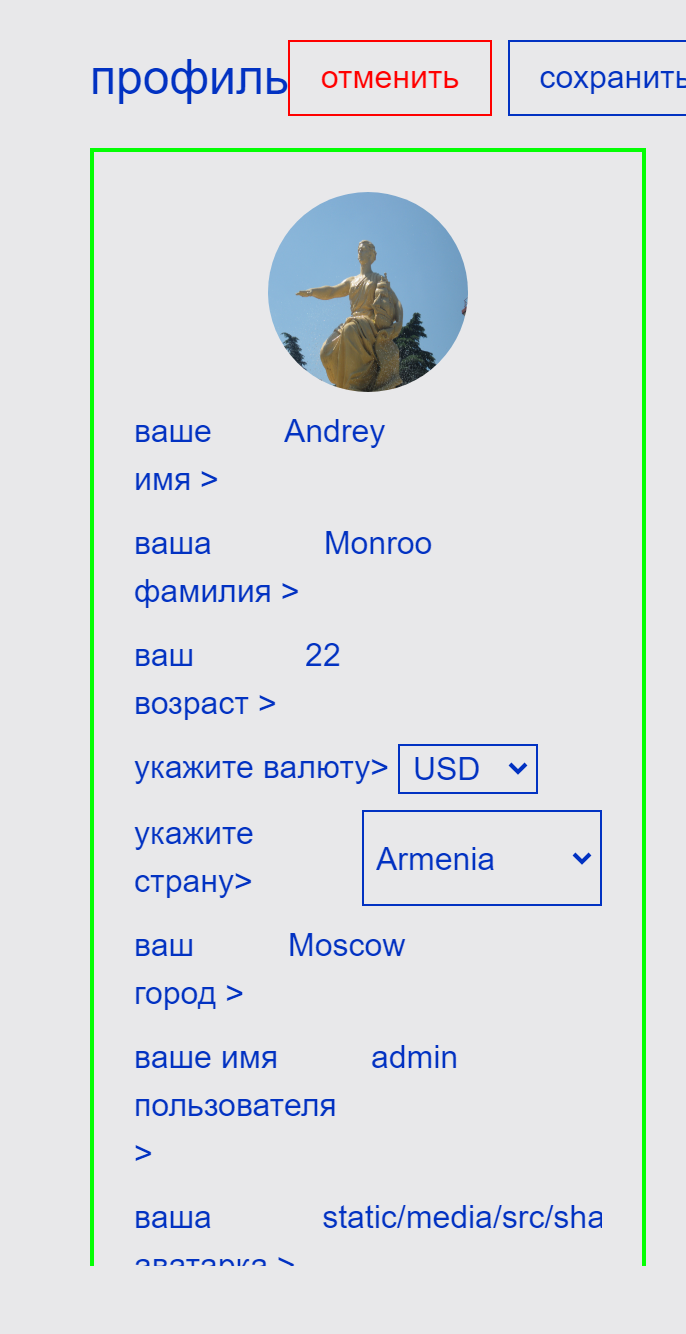 профиль отменить сохранить
ваше Andrey
имя >
ваша Monroo
фамилия >
ваш 22
возраст >
укажите валюту> USD
укажите
страну> Armenia
ваш Moscow
город >
ваше имя admin
пользователя
>
ваша static/media/src/sha
аватарка >